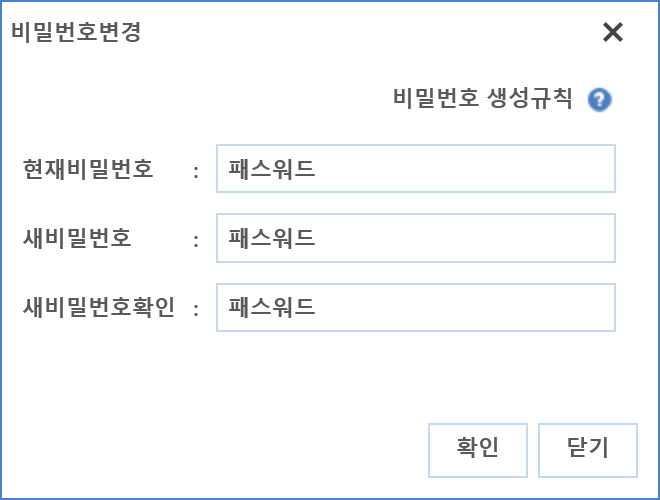 비밀번호변경
비밀번호 생성규칙 ?
현재비밀번호 : 패스워드
새비밀번호 : 패스워드
새비밀번호확인 : 패스워드
확인 닫기